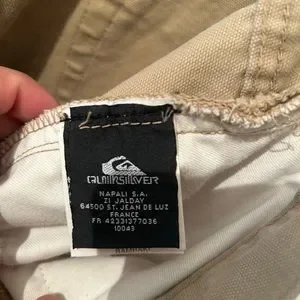 QUIKSILVER
NAPALI S.A.
ZI JALDAY
64500 ST. JEAN DE LUZ
FRANCE
FR 42331377036
10043